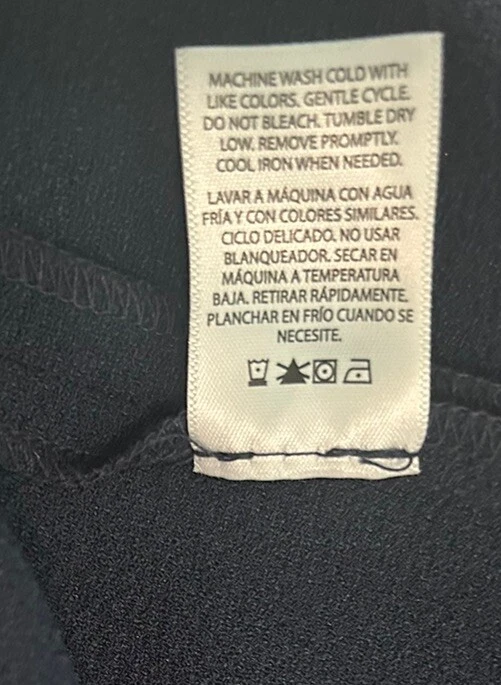 MACHINE WASH COLD WITH
LIKE COLORS. GENTLE CYCLE.
DO NOT BLEACH. TUMBLE DRY
LOW. REMOVE PROMPTLY.
COOL IRON WHEN NEEDED.
LAVAR A MÁQUINA CON AGUA
FRÍA Y CON COLORES SIMILARES.
CICLO DELICADO. NO USAR
BLANQUEADOR. SECAR EN
MÁQUINA A TEMPERATURA
BAJA. RETIRAR RÁPIDAMENTE.
PLANCHAR EN FRÍO CUANDO SE
NECESITE.